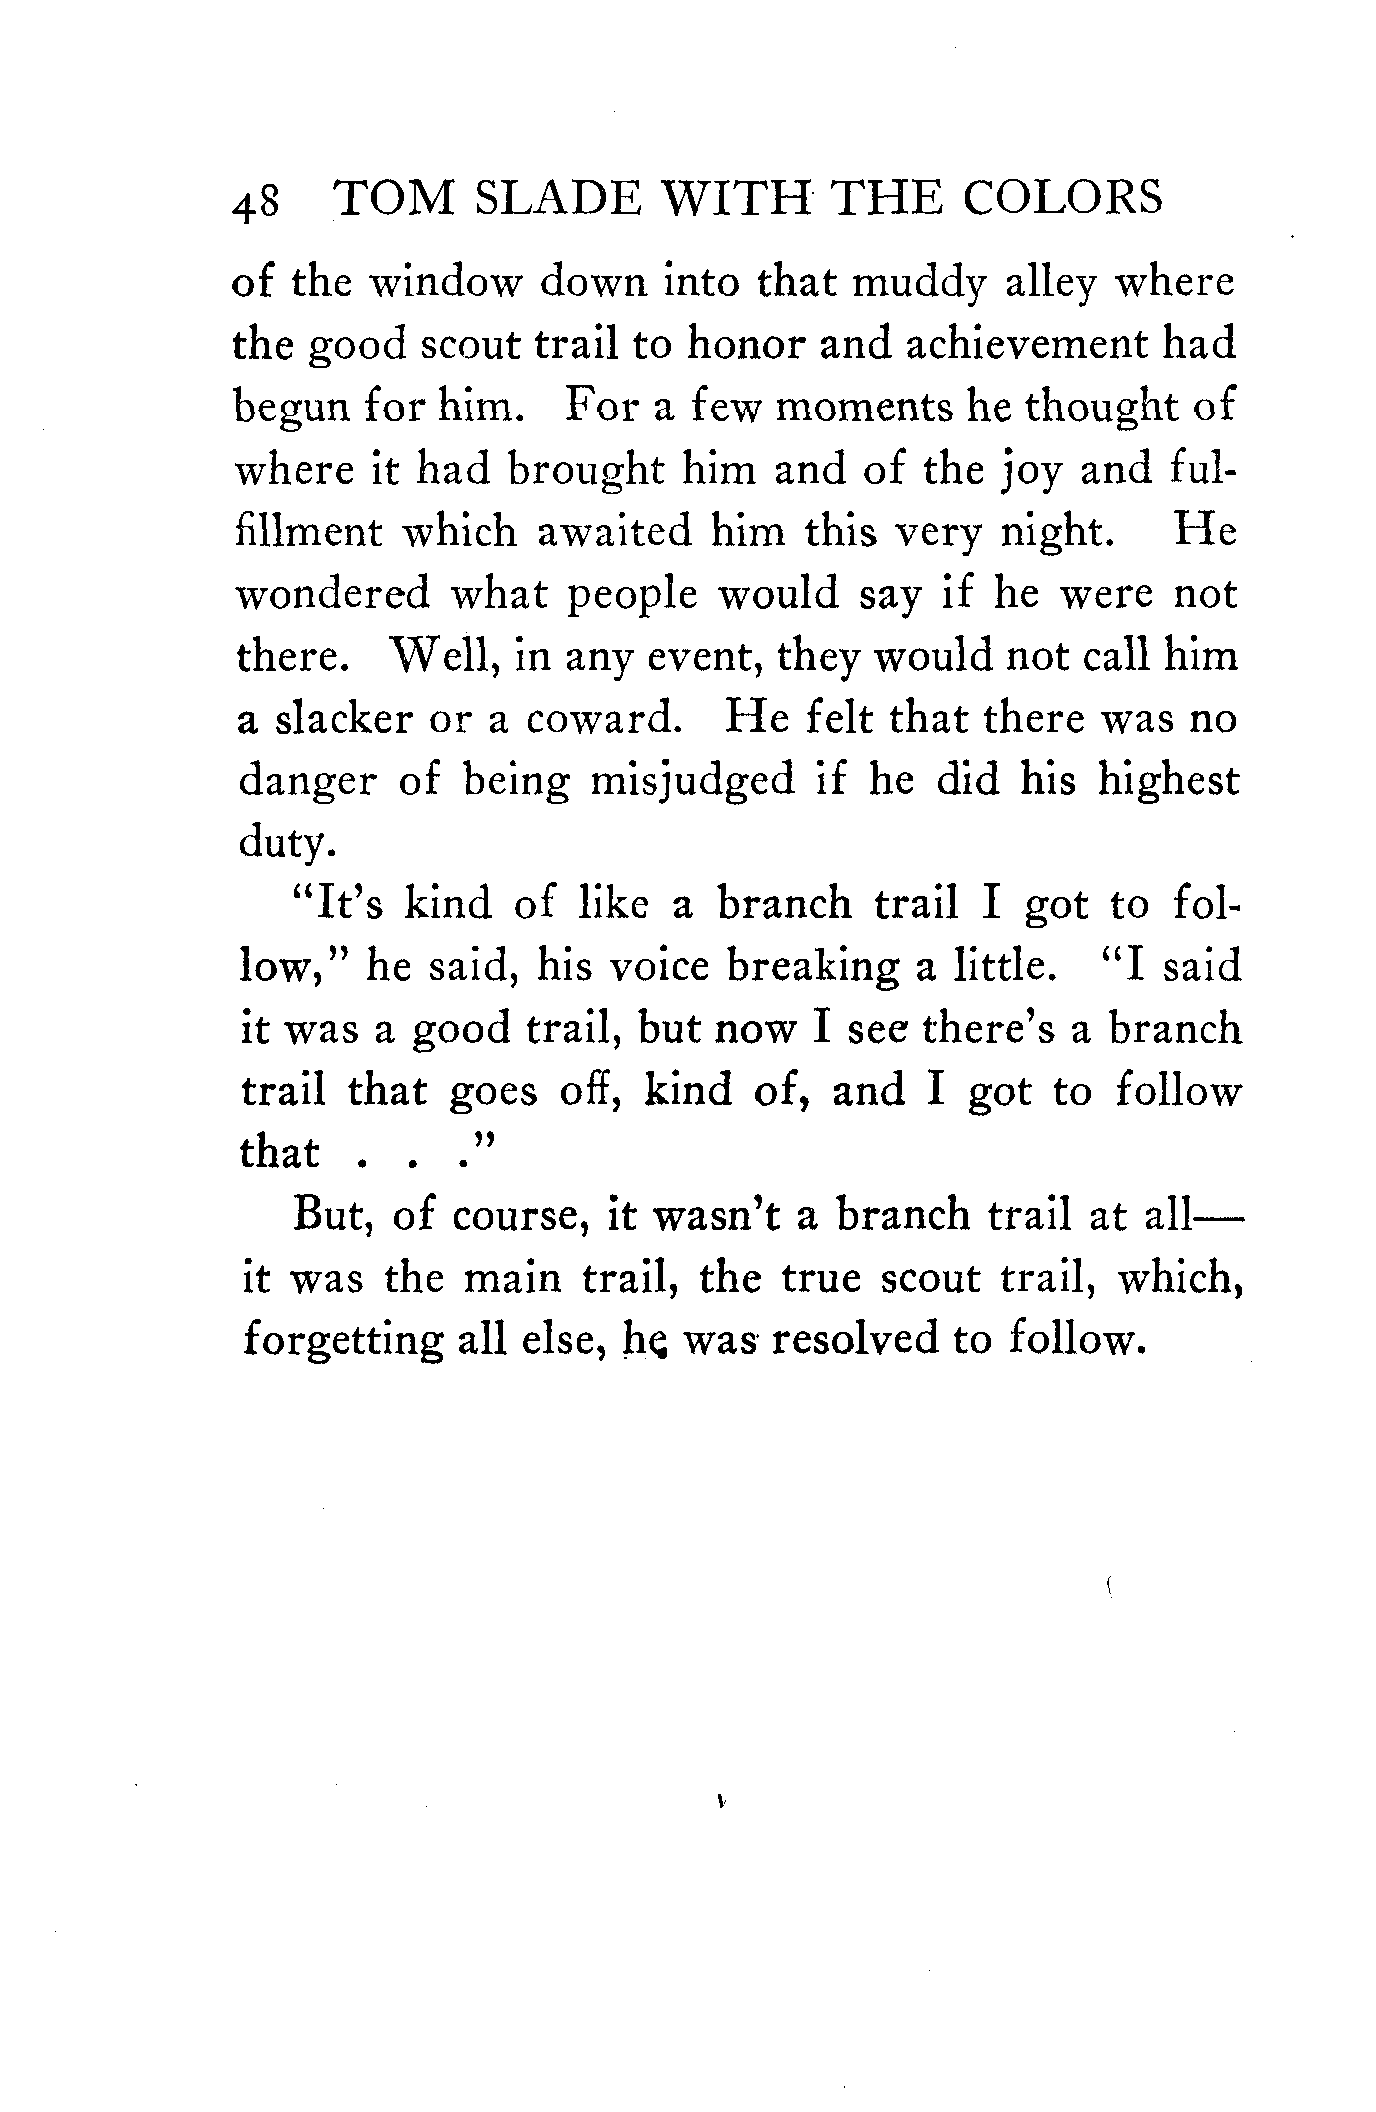 48 TOM SLADE WITH THE COLORS
of the window down into that muddy alley where
the good scout trail to honor and achievement had
begun for him. For a few moments he thought of
where it had brought him and of the joy and ful-
fillment which awaited him this very night. He
wondered what people would say if he were not
there. Well, in any event, they would not call him
a slacker or a coward. He felt that there was no
danger of being misjudged if he did his highest
duty.
“It’s kind of like a branch trail I got to fol-
low,” he said, his voice breaking a little. “I said
it was a good trail, but now I see there’s a branch
trail that goes off, kind of, and I got to follow
that . . .”
But, of course, it wasn’t a branch trail at all—
it was the main trail, the true scout trail, which,
forgetting all else, he was resolved to follow.